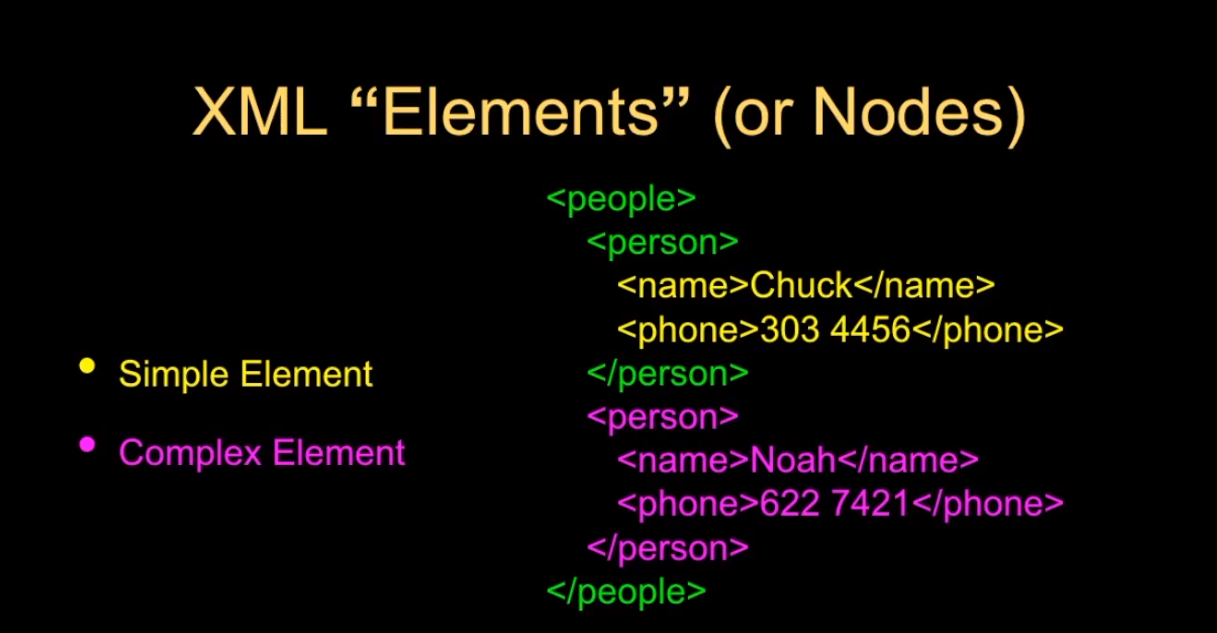 XML “Elements” (or Nodes)
• Simple Element
• Complex Element
<people>
<person>
<name>Chuck</name>
<phone>303 4456</phone>
</person>
<person>
<name>Noah</name>
<phone>622 7421</phone>
</person>
</people>